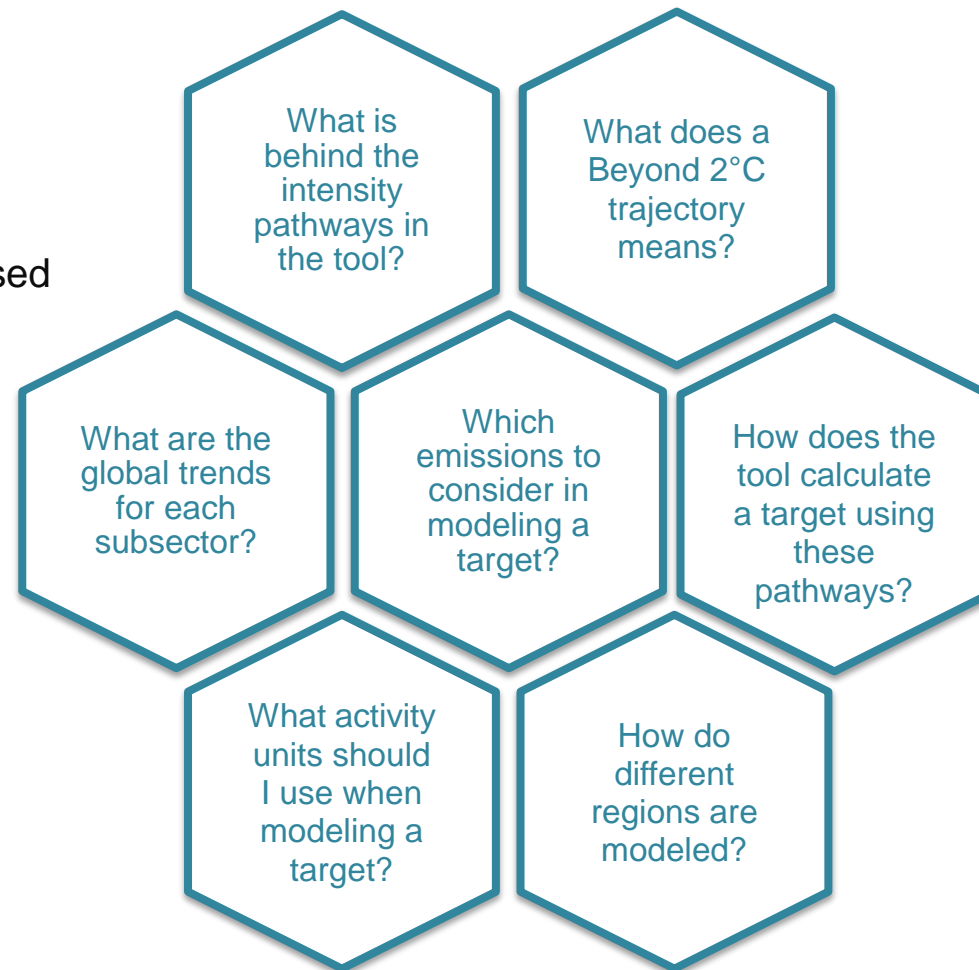 What is
behind the
intensity
pathways in
the tool?
What does a
Beyond 2°C
trajectory
means?
sed
What are the
global trends
for each
subsector?
Which
emissions to
consider in
modeling a
target?
How does the
tool calculate
a target using
these
pathways?
What activity
units should
I use when
modeling a
target?
How do
different
regions are
modeled?